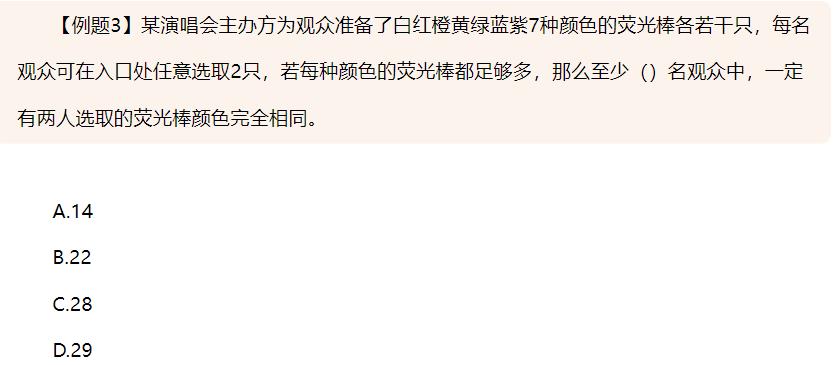 【例题3】某演唱会主办方为观众准备了白红橙黄绿蓝紫7种颜色的荧光棒各若干只，每名
观众可在入口处任意选取2只，若每种颜色的荧光棒都足够多，那么至少（）名观众中，一定
有两人选取的荧光棒颜色完全相同。
A.14
B.22
C.28
D.29